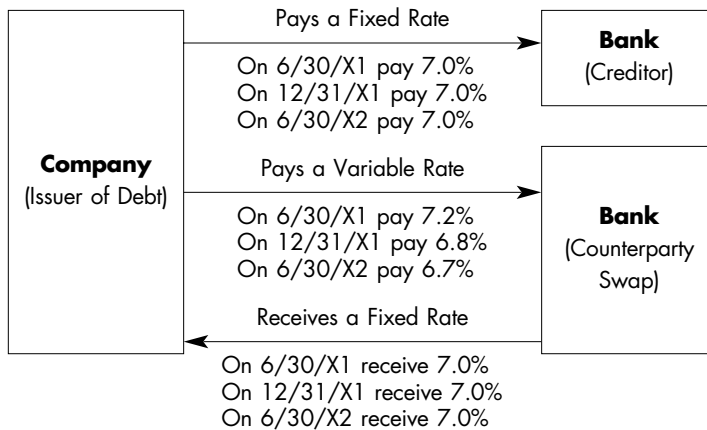 Pays a Fixed Rate
On 6/30/X1 pay 7.0%
On 12/31/X1 pay 7.0%
On 6/30/X2 pay 7.0%
Bank
(Creditor)
Company
(Issuer of Debt)
Pays a Variable Rate
On 6/30/X1 pay 7.2%
On 12/31/X1 pay 6.8%
On 6/30/X2 pay 6.7%
Bank
(Counterparty
Swap)
Receives a Fixed Rate
On 6/30/X1 receive 7.0%
On 12/31/X1 receive 7.0%
On 6/30/X2 receive 7.0%